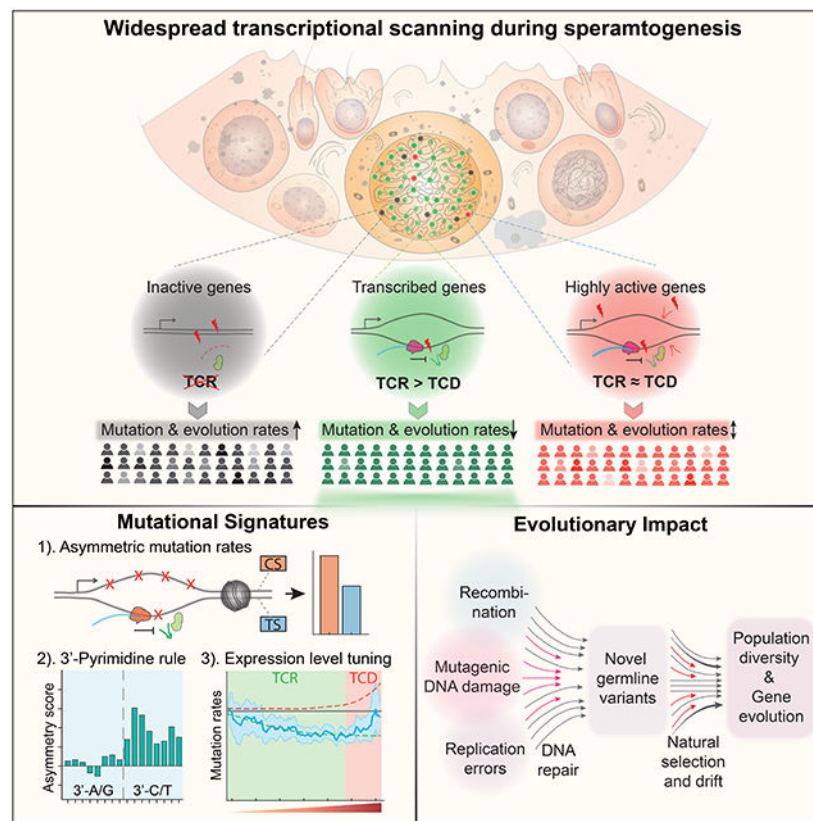 Widespread transcriptional scanning during speramtogenesis
Inactive genes
Transcribed genes
Highly active genes
TCR
TCR > TCD
TCR ≈ TCD
Mutation & evolution rates
Mutation & evolution rates
Mutation & evolution rates
Mutational Signatures
1). Asymmetric mutation rates
CS
TS
2). 3'-Pyrimidine rule
Asymmetry score
3'-A/G
3'-C/T
3). Expression level tuning
Mutation rates
TCR
TCD
Evolutionary Impact
Recombi-
nation
Mutagenic
DNA damage
Replication
errors
DNA
repair
Novel
germline
variants
Natural
selection
and drift
Population
diversity
&
Gene
evolution